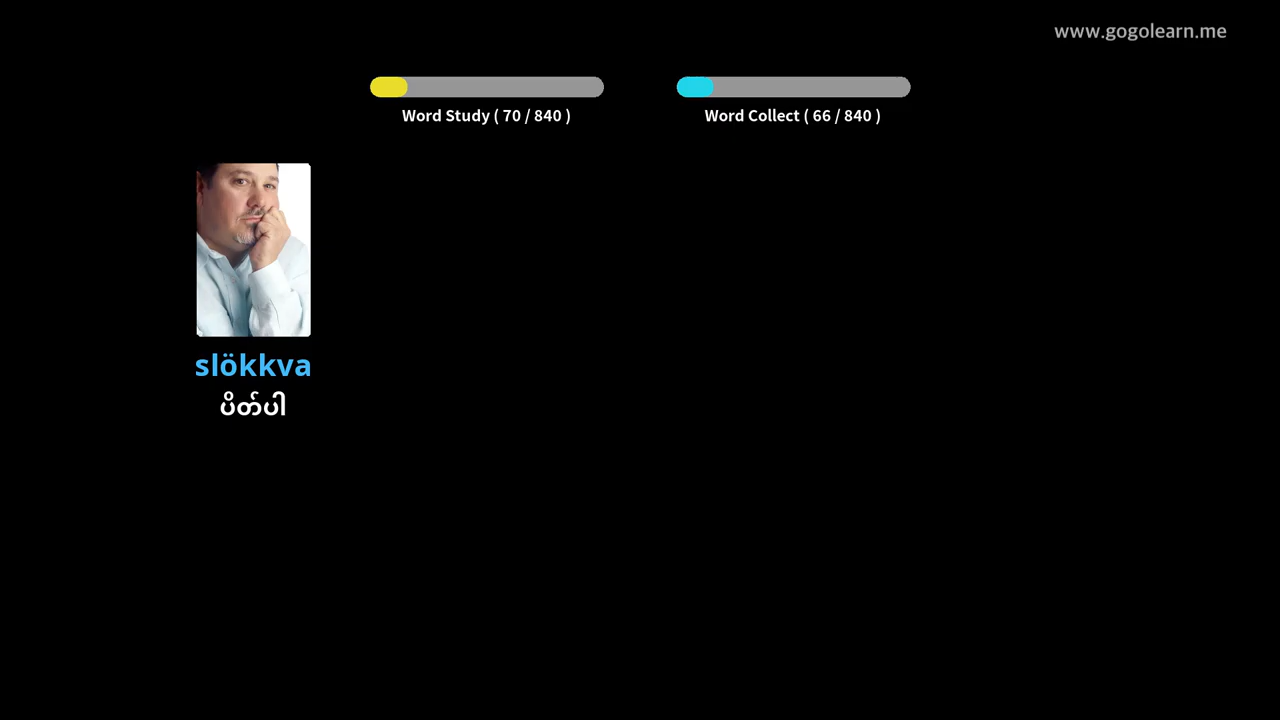 www.gogolearn.me
Word Study ( 70 / 840 )
Word Collect ( 66 / 840 )
slökkva
ပိတ်ပါ